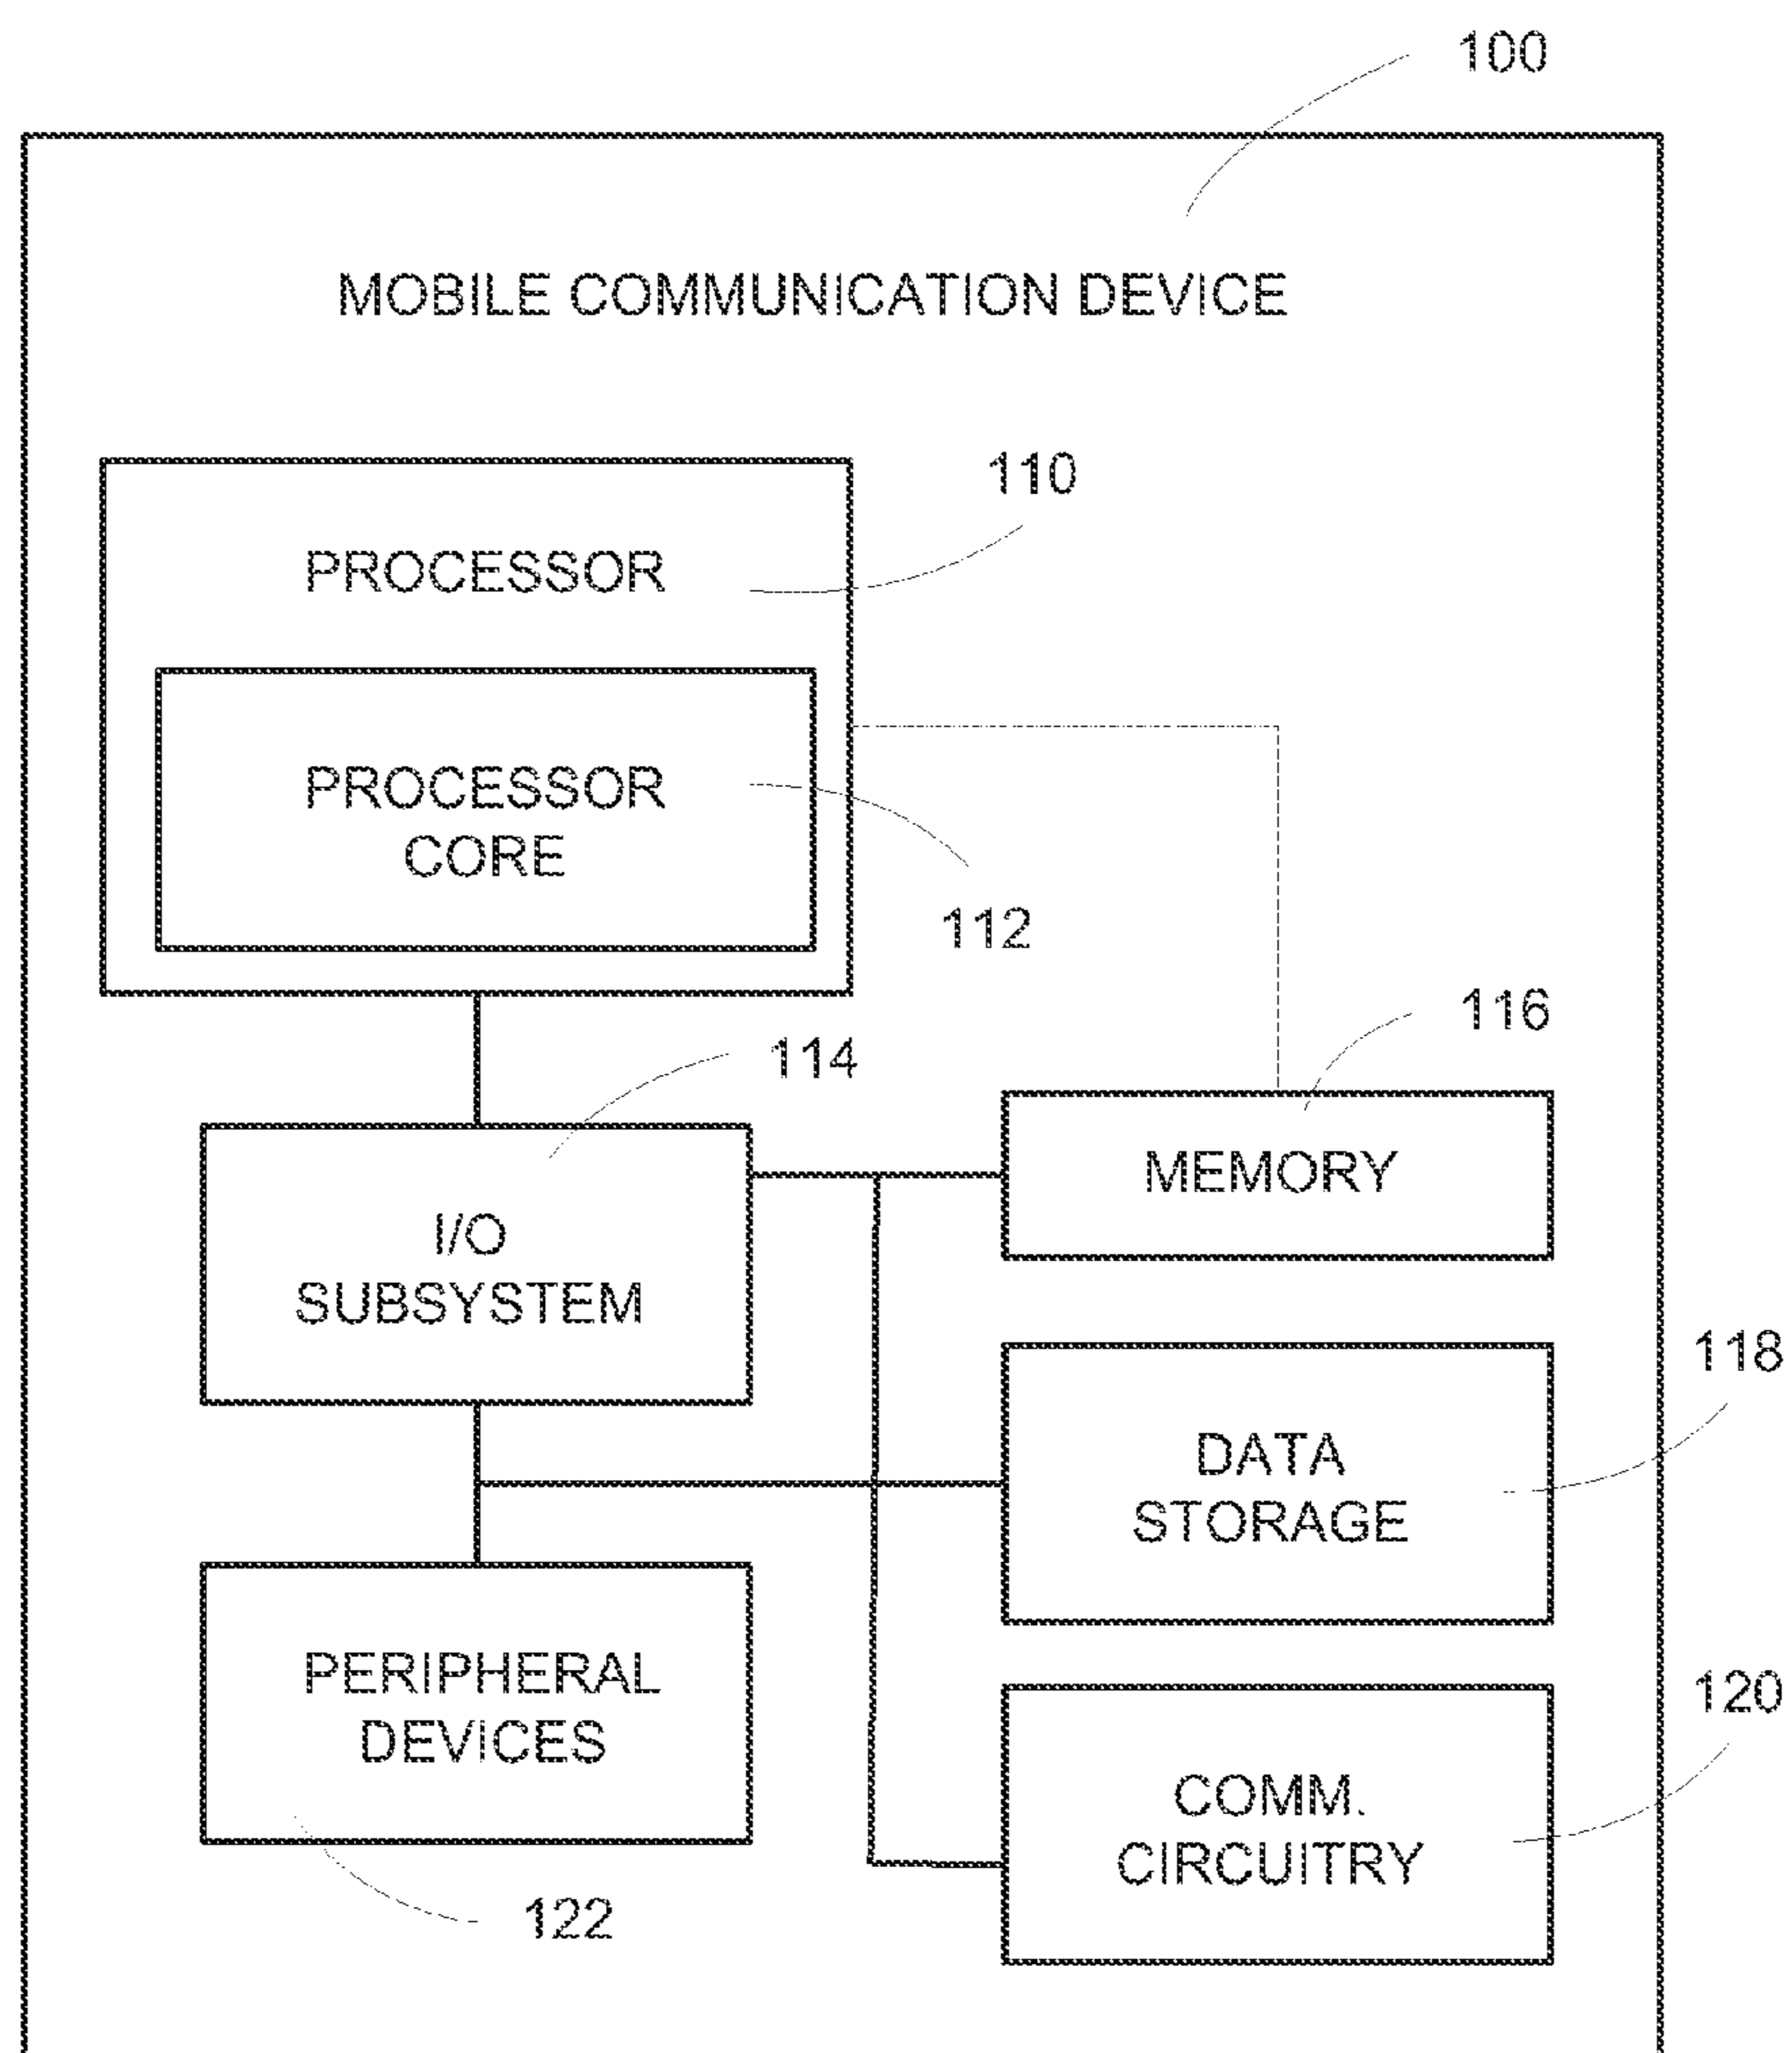 100
MOBILE COMMUNICATION DEVICE
110
PROCESSOR
PROCESSOR
CORE
112
116
114
MEMORY
I/O
SUBSYSTEM
118
DATA
STORAGE
PERIPHERAL
DEVICES
120
COMM.
CIRCUITRY
122